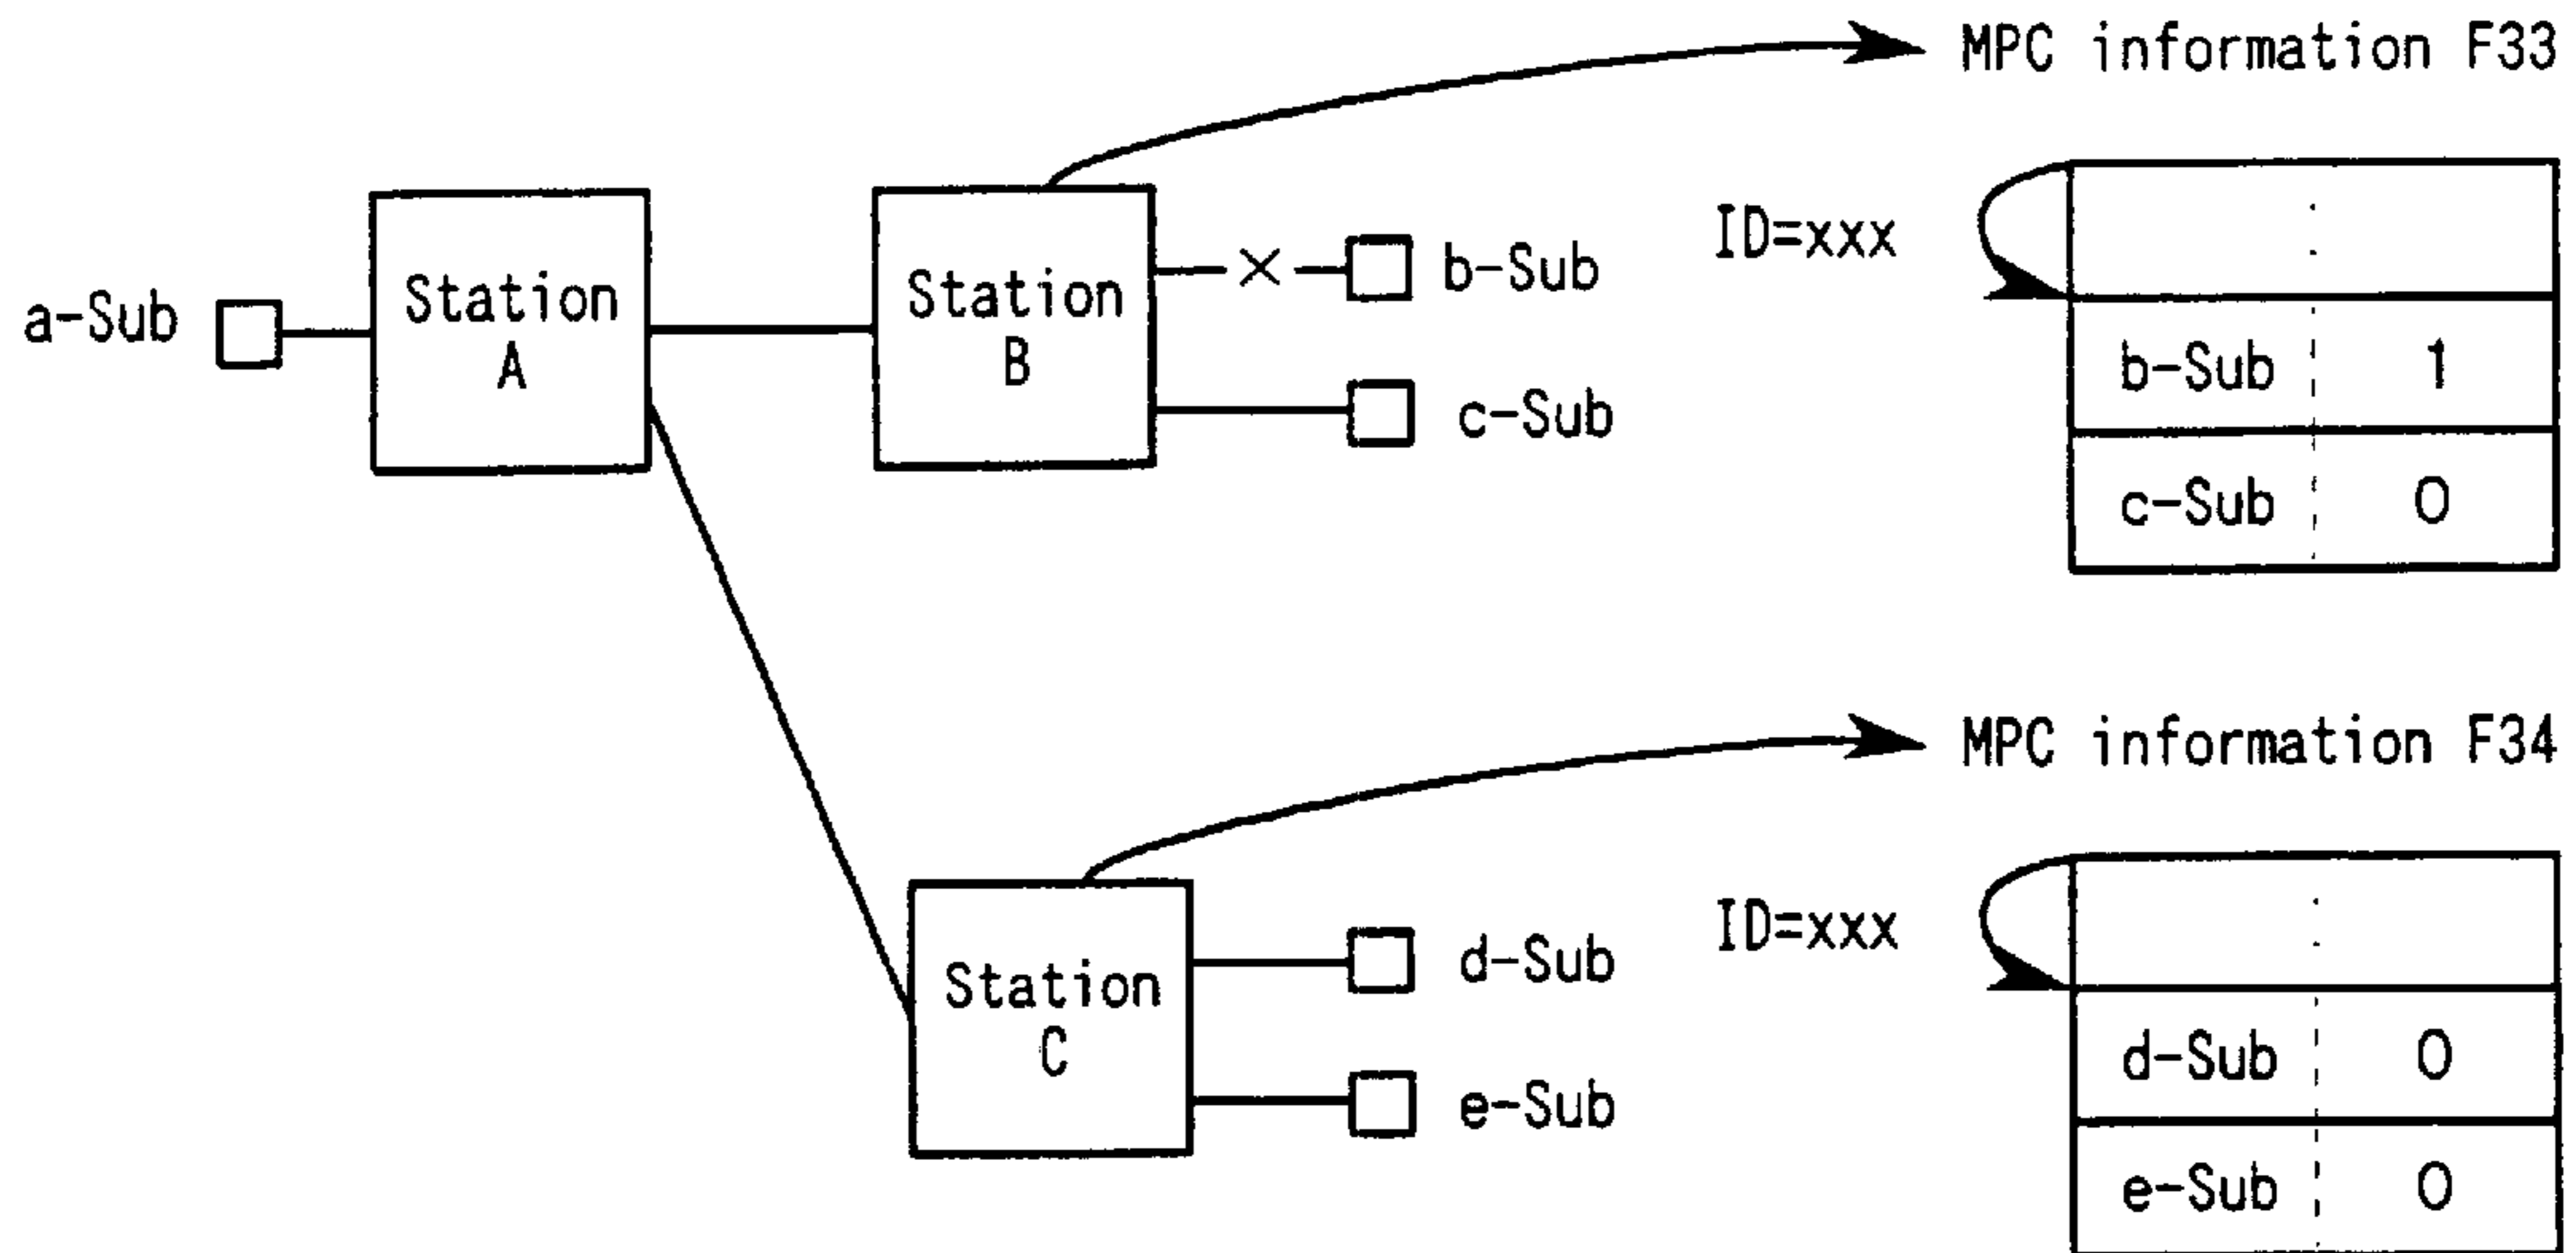 MPC information F33
a-Sub
Station
A
Station
B
b-Sub
c-Sub
ID=xxx
b-Sub 1
c-Sub 0
MPC information F34
Station
C
d-Sub
e-Sub
ID=xxx
d-Sub 0
e-Sub 0